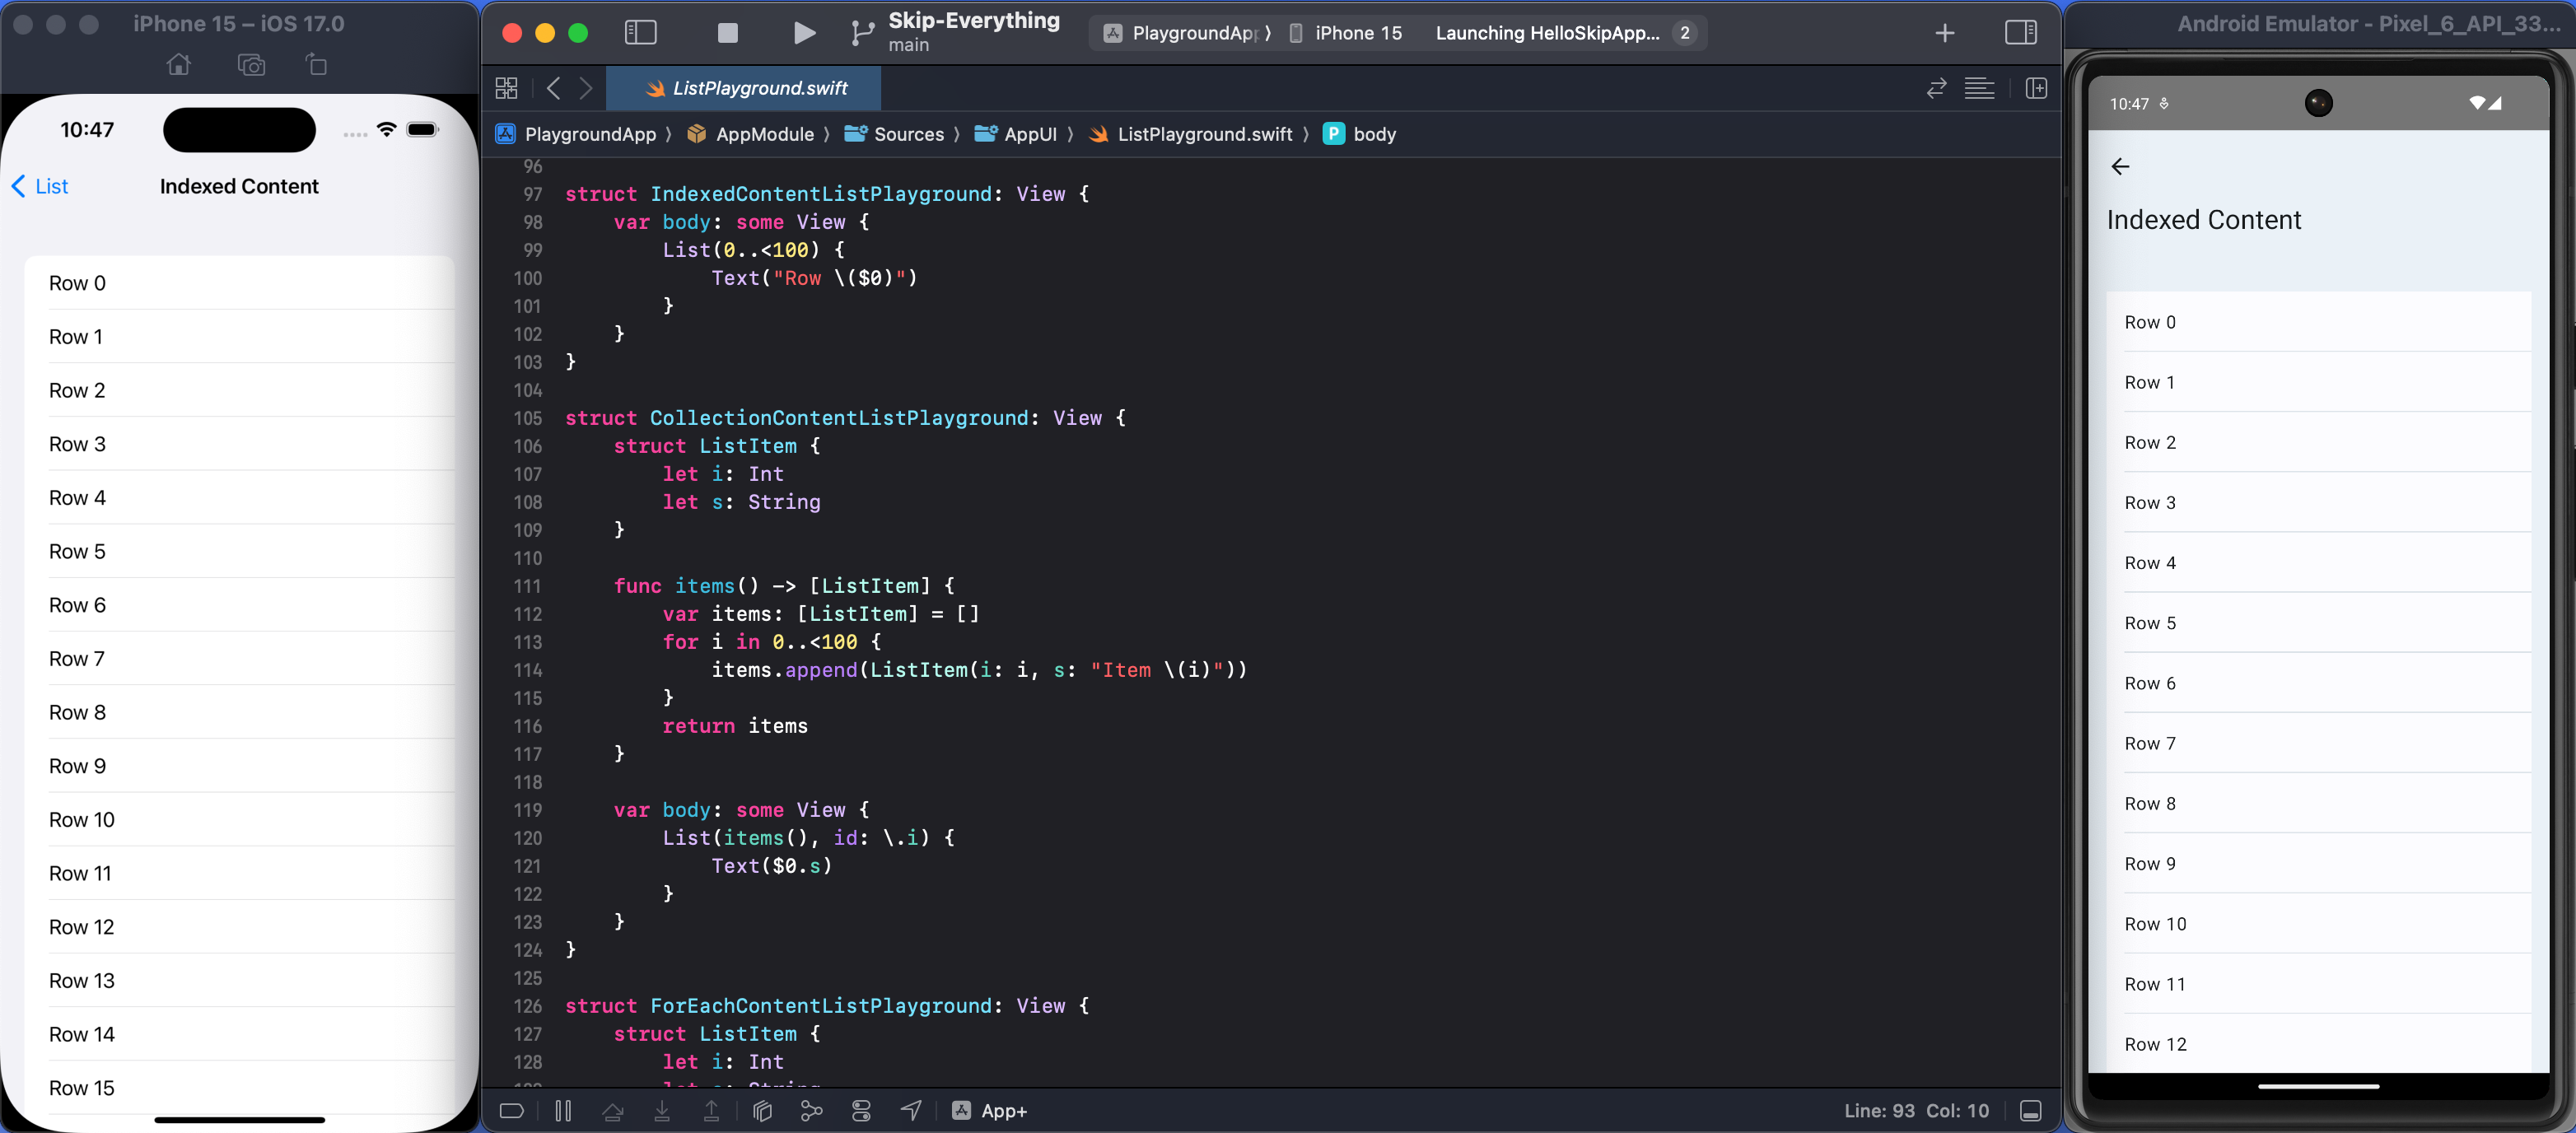 iPhone 15 – iOS 17.0
10:47
List
Indexed Content
Row 0
Row 1
Row 2
Row 3
Row 4
Row 5
Row 6
Row 7
Row 8
Row 9
Row 10
Row 11
Row 12
Row 13
Row 14
Row 15
Skip-Everything
main
PlaygroundApp ⟩ iPhone 15
Launching HelloSkipApp... 2
ListPlayground.swift
PlaygroundApp ⟩ AppModule ⟩ Sources ⟩ AppUI ⟩ ListPlayground.swift ⟩ P body
96
97 struct IndexedContentListPlayground: View {
98     var body: some View {
99         List(0..<100) {
100             Text("Row \($0)")
101         }
102     }
103 }
104
105 struct CollectionContentListPlayground: View {
106     struct ListItem {
107         let i: Int
108         let s: String
109     }
110
111     func items() -> [ListItem] {
112         var items: [ListItem] = []
113         for i in 0..<100 {
114             items.append(ListItem(i: i, s: "Item \(i)"))
115         }
116         return items
117     }
118
119     var body: some View {
120         List(items(), id: \.i) {
121             Text($0.s)
122         }
123     }
124 }
125
126 struct ForEachContentListPlayground: View {
127     struct ListItem {
128         let i: Int
129         let s: String
App+
Line: 93 Col: 10
Android Emulator - Pixel_6_API_33...
10:47
Indexed Content
Row 0
Row 1
Row 2
Row 3
Row 4
Row 5
Row 6
Row 7
Row 8
Row 9
Row 10
Row 11
Row 12